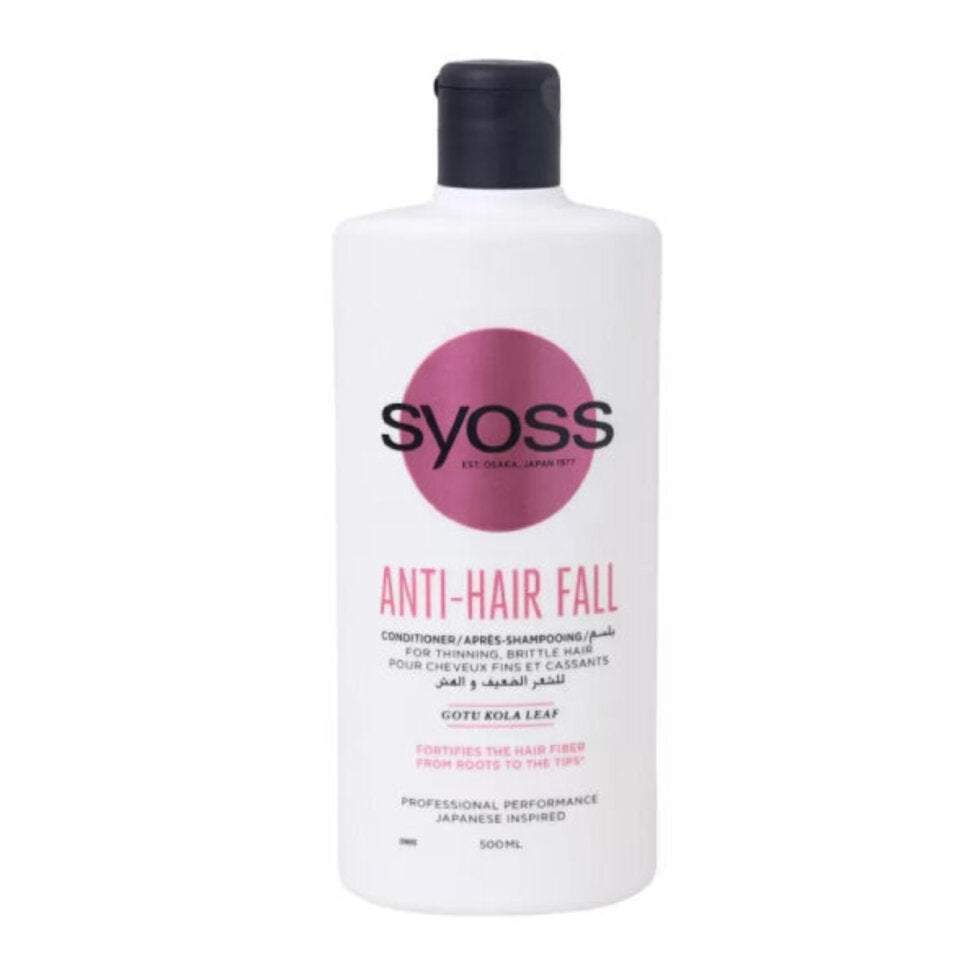 syoss
EST. OSAKA, JAPAN 1977
ANTI-HAIR FALL
CONDITIONER/APRÈS-SHAMPOOING/بلسم
FOR THINNING, BRITTLE HAIR
POUR CHEVEUX FINS ET CASSANTS
للشعر الضعيف و الهش
GOTU KOLA LEAF
FORTIFIES THE HAIR FIBER
FROM ROOTS TO THE TIPS*
PROFESSIONAL PERFORMANCE
JAPANESE INSPIRED
500ML